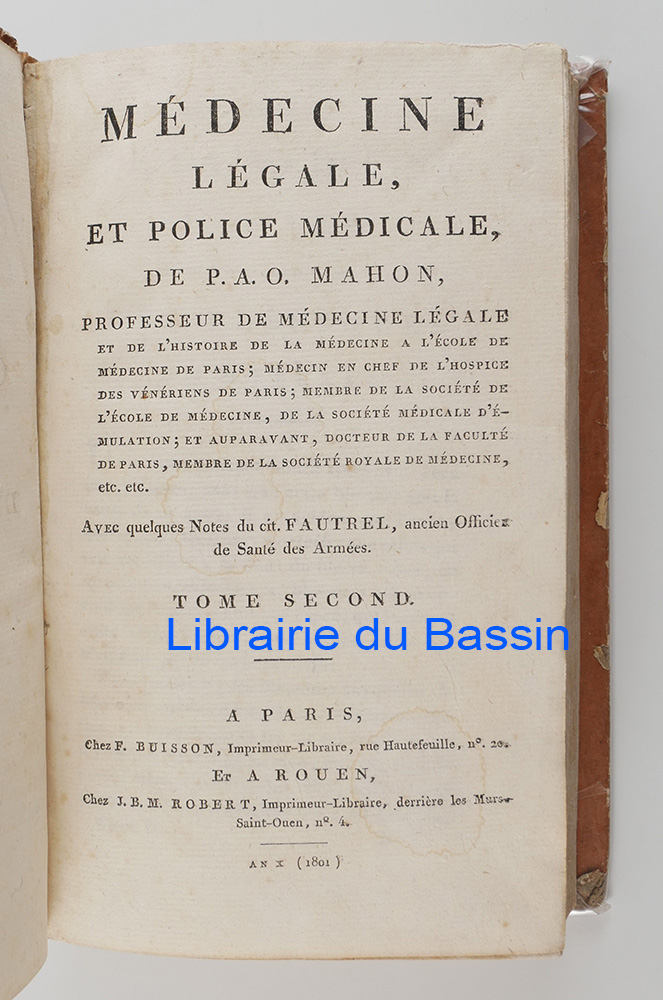 MÉDECINE
LÉGALE,
ET POLICE MÉDICALE,
DE P. A. O. MAHON,
PROFESSEUR DE MÉDECINE LÉGALE
ET DE L'HISTOIRE DE LA MÉDECINE A L'ÉCOLE DE
MÉDECINE DE PARIS; MÉDECIN EN CHEF DE L'HOSPICE
DES VÉNÉRIENS DE PARIS; MEMBRE DE LA SOCIÉTÉ DE
L'ÉCOLE DE MÉDECINE, DE LA SOCIÉTÉ MÉDICALE D'É-
MULATION; ET AUPARAVANT, DOCTEUR DE LA FACULTÉ
DE PARIS, MEMBRE DE LA SOCIÉTÉ ROYALE DE MÉDECINE,
etc. etc.
AVEC quelques Notes du cit. FAUTREL, ancien Officier
de Santé des Armées.
TOME SECOND.
Librairie du Bassin
A PARIS,
Chez F. BUISSON, Imprimeur-Libraire, rue Hautefeuille, nº. 20.
ET A ROUEN,
Chez J. B. M. ROBERT, Imprimeur-Libraire, derrière les Murs-
Saint-Ouen, nº. 4.
AN X (1801)